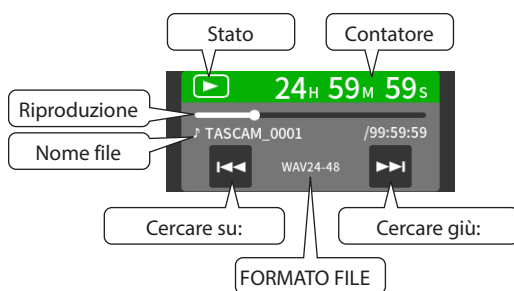 Stato
Contatore
24H 59M 59S
Riproduzione
♪ TASCAM_0001
/99:59:59
Nome file
WAV24-48
Cercare su:
Cercare giù:
FORMATO FILE